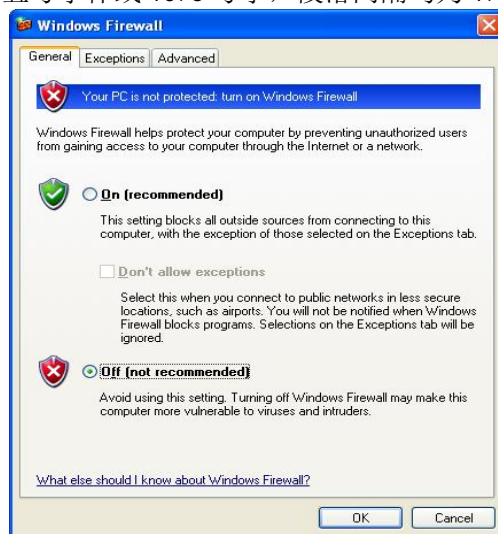 Windows Firewall
General Exceptions Advanced
Your PC is not protected: turn on Windows Firewall
Windows Firewall helps protect your computer by preventing unauthorized users
from gaining access to your computer through the Internet or a network.
On (recommended)
This setting blocks all outside sources from connecting to this
computer, with the exception of those selected on the Exceptions tab.
Don't allow exceptions
Select this when you connect to public networks in less secure
locations, such as airports. You will not be notified when Windows
Firewall blocks programs. Selections on the Exceptions tab will be
ignored.
Off (not recommended)
Avoid using this setting. Turning off Windows Firewall may make this
computer more vulnerable to viruses and intruders.
What else should I know about Windows Firewall?
OK Cancel